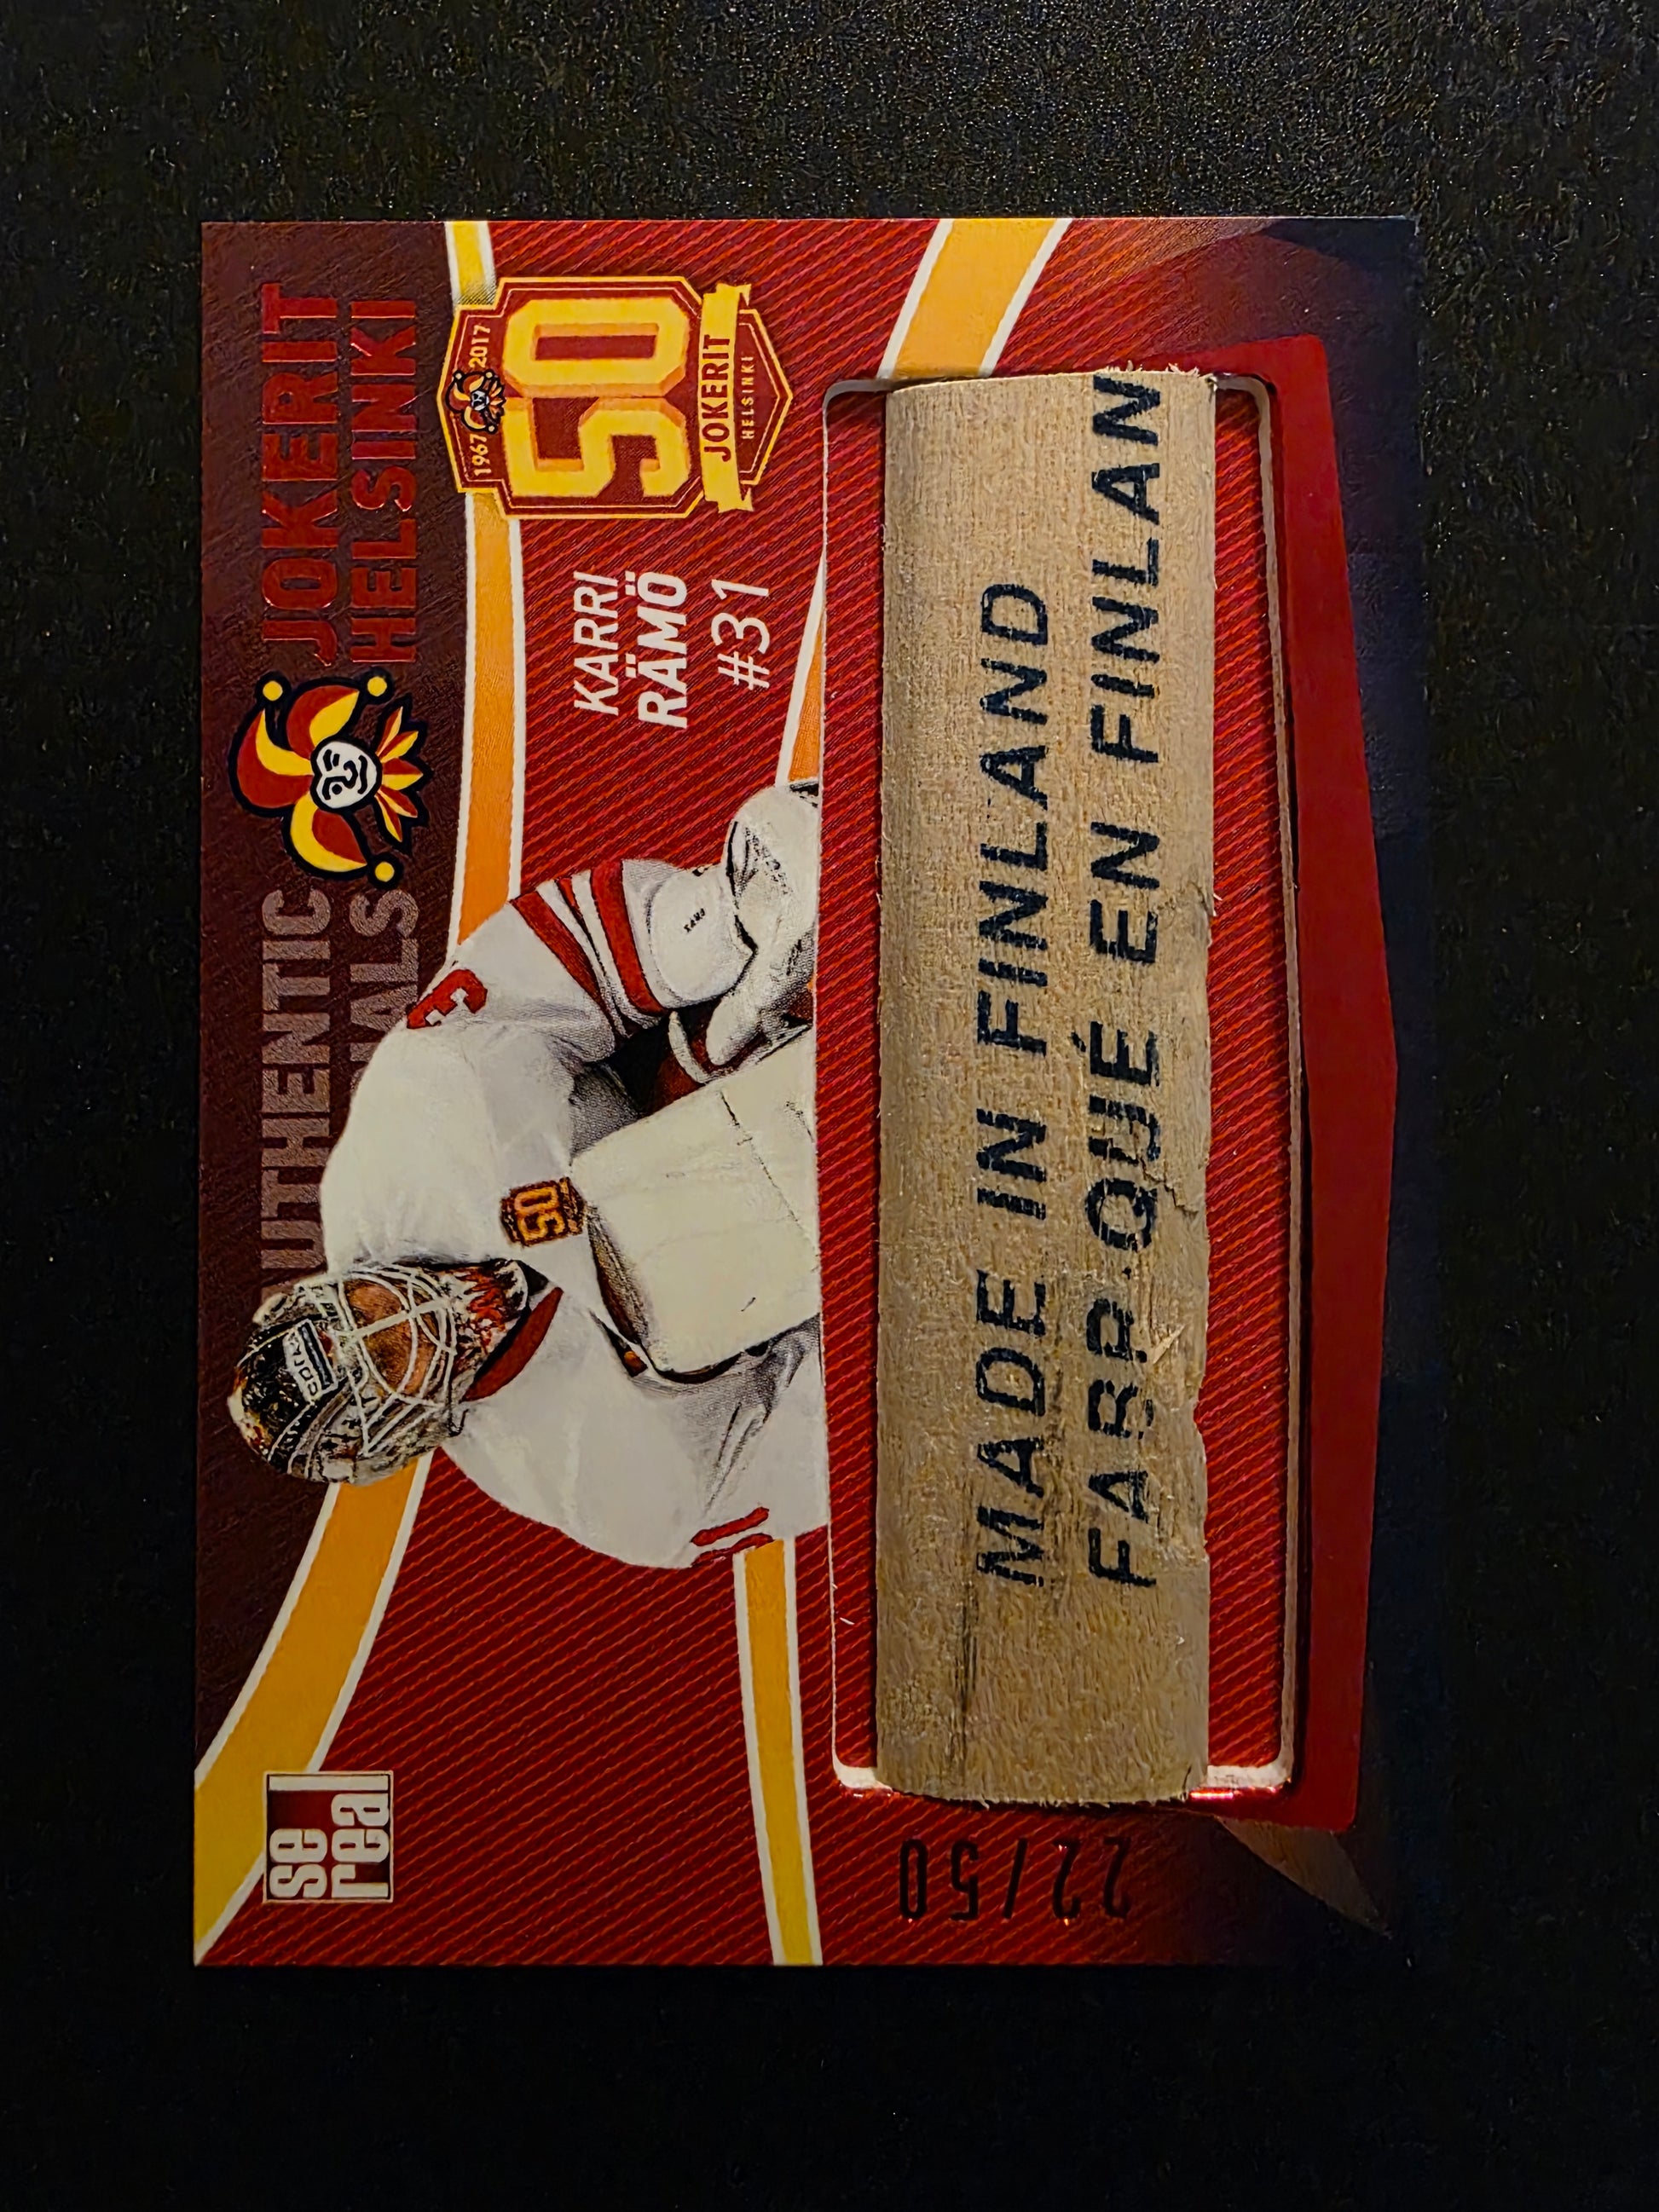 AUTHENTIC JOKERIT
HELSINKI
1967 2017
50
JOKERIT
HELSINKI
KARRI
RÄMÖ
#31
50
MADE IN FINLAND
FABR.QUÉ EN FINLAN
se
real
22/50